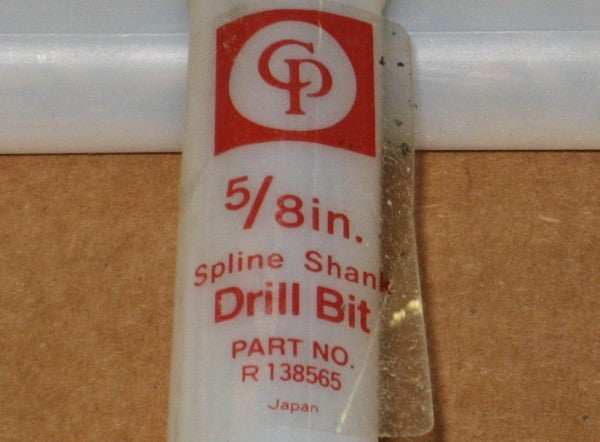 CP
5/8in.
Spline Shank
Drill Bit
PART NO.
R 138565
Japan